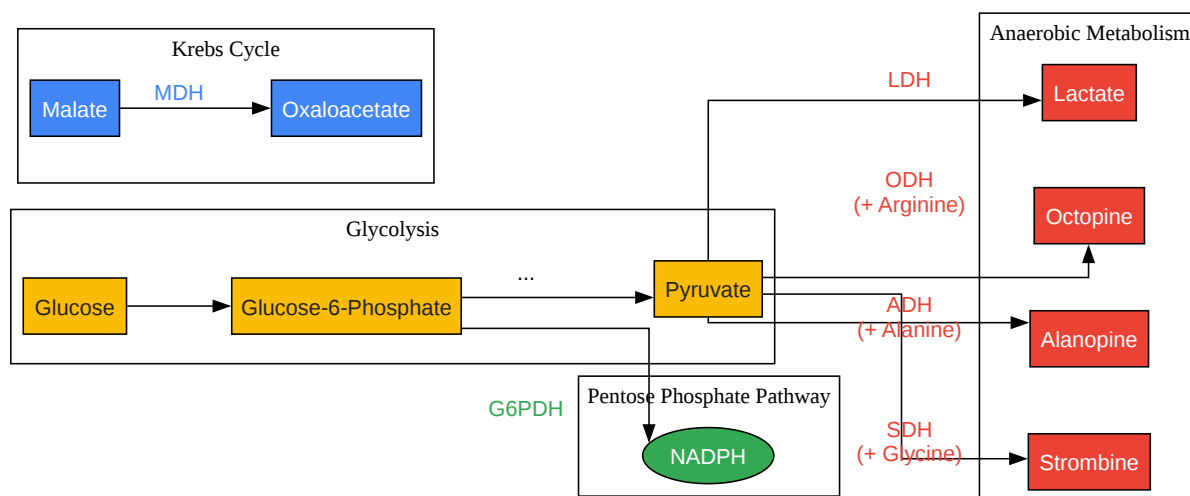 Krebs Cycle
Malate
MDH
Oxaloacetate
Glycolysis
Glucose
Glucose-6-Phosphate
...
Pyruvate
G6PDH
Pentose Phosphate Pathway
NADPH
Anaerobic Metabolism
LDH
Lactate
ODH
(+ Arginine)
Octopine
ADH
(+ Alanine)
Alanopine
SDH
(+ Glycine)
Strombine